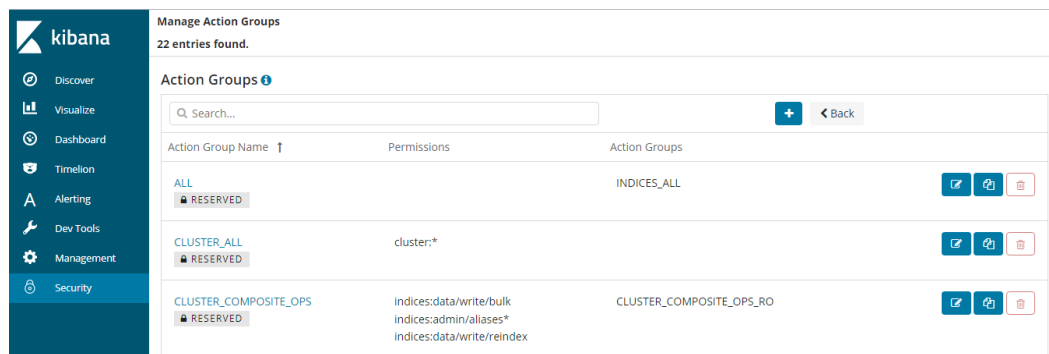 kibana
Discover
Visualize
Dashboard
Timelion
Alerting
Dev Tools
Management
Security
Manage Action Groups
22 entries found.
Action Groups
Search...
Back
Action Group Name Permissions Action Groups
ALL INDICES_ALL
RESERVED
CLUSTER_ALL cluster:*
RESERVED
CLUSTER_COMPOSITE_OPS indices:data/write/bulk CLUSTER_COMPOSITE_OPS_RO
RESERVED indices:admin/aliases*
indices:data/write/reindex